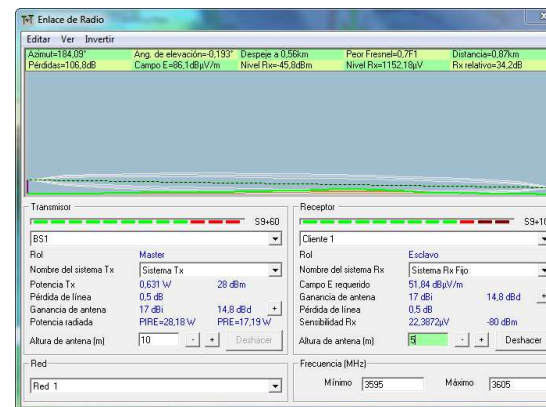 Enlace de Radio
Editar Ver Invertir
Azimut=184,09° Ang. de elevación=-0,193° Despeje a 0,56km Peor Fresnel=0,7F1 Distancia=0,87km
Pérdidas=106,8dB Campo E=86,1dBµV/m Nivel Rx=-45,8dBm Nivel Rx=1152,18µV Rx relativo=34,2dB
Transmisor
S9+60
BS1
Rol Master
Nombre del sistema Tx Sistema Tx
Potencia Tx 0,631 W 28 dBm
Pérdida de línea 0,5 dB
Ganancia de antena 17 dBi 14,8 dBd +
Potencia radiada PIRE=28,18 W PRE=17,19 W
Altura de antena (m) 10 - + Deshacer
Receptor
S9+10
Cliente 1
Rol Esclavo
Nombre del sistema Rx Sistema Rx Fijo
Campo E requerido 51,84 dBµV/m
Ganancia de antena 17 dBi 14,8 dBd +
Pérdida de línea 0,5 dB
Sensibilidad Rx 22,3872µV -80 dBm
Altura de antena (m) 5 - + Deshacer
Red
Red 1
Frecuencia (MHz)
Mínimo 3595 Máximo 3605